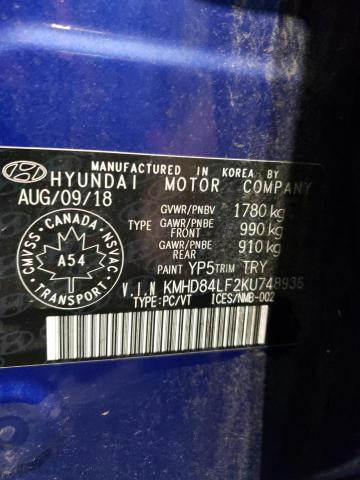 MANUFACTURED IN KOREA BY
HYUNDAI MOTOR COMPANY
AUG/09/18
GVWR/PNBV 1780 kg
GAWR/PNBE FRONT 990 kg
GAWR/PNBE REAR 910 kg
PAINT YP5 TRIM TRY
V.I.N KMHD84LF2KU748936
TYPE:PC/VT ICES/NMB-002
CANADA
CMVSS NSVAC
A54
TRANSPORT